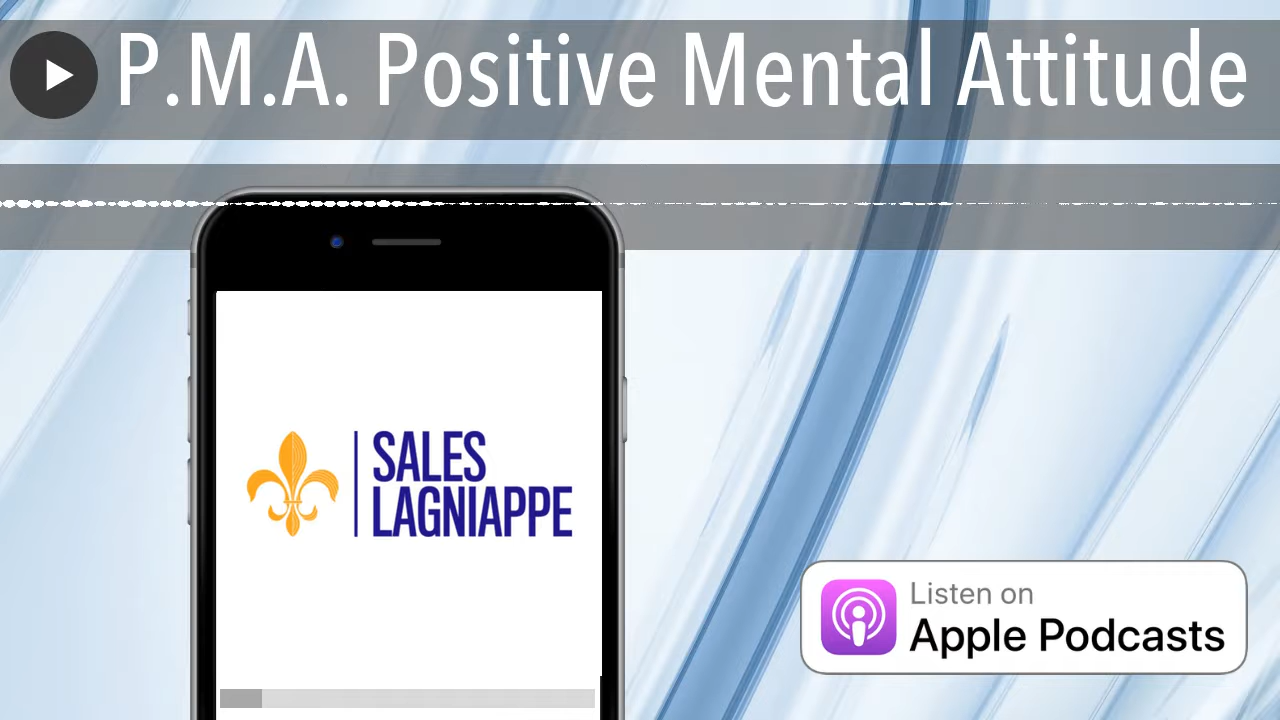 P.M.A. Positive Mental Attitude
SALES
LAGNIAPPE
Listen on
Apple Podcasts